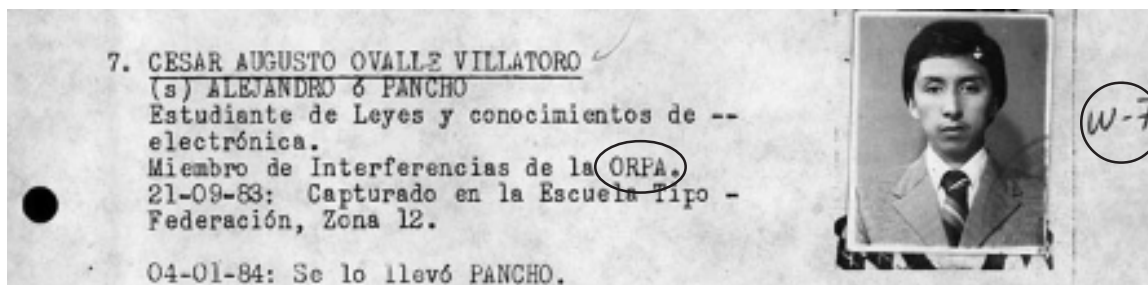 7. CESAR AUGUSTO OVALLE VILLATORO
(s) ALEJANDRO ó PANCHO
Estudiante de Leyes y conocimientos de --
electrónica.
Miembro de Interferencias de la ORPA.
21-09-83: Capturado en la Escuela Tipo -
Federación, Zona 12.
04-01-84: Se lo llevó PANCHO.
W-7